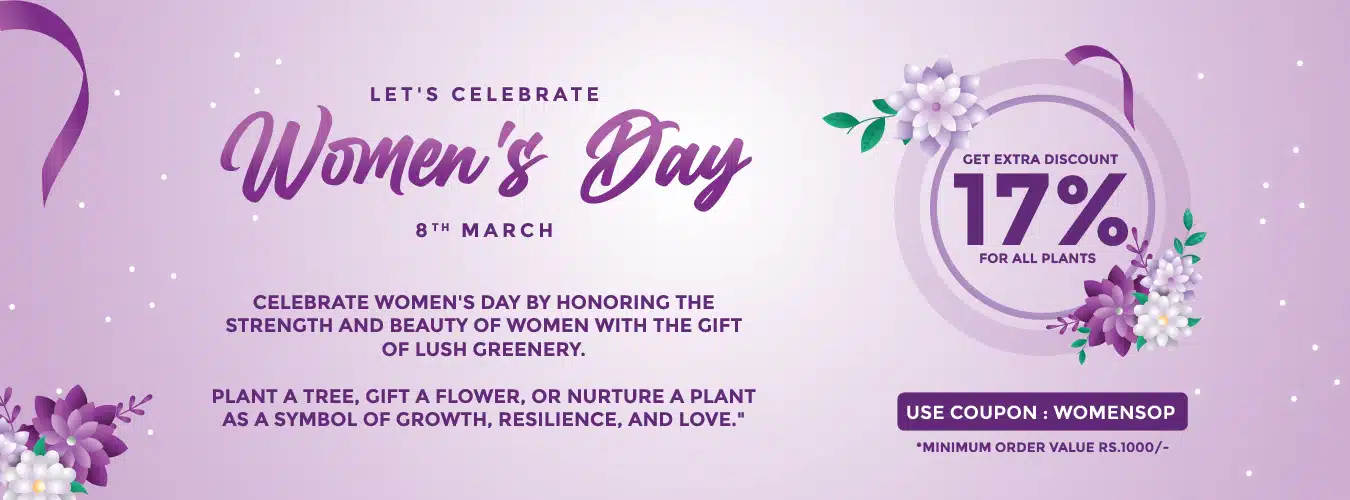 LET'S CELEBRATE
Women's Day
8TH MARCH
CELEBRATE WOMEN'S DAY BY HONORING THE
STRENGTH AND BEAUTY OF WOMEN WITH THE GIFT
OF LUSH GREENERY.
PLANT A TREE, GIFT A FLOWER, OR NURTURE A PLANT
AS A SYMBOL OF GROWTH, RESILIENCE, AND LOVE."
GET EXTRA DISCOUNT
17%
FOR ALL PLANTS
USE COUPON : WOMENSOP
*MINIMUM ORDER VALUE RS.1000/-